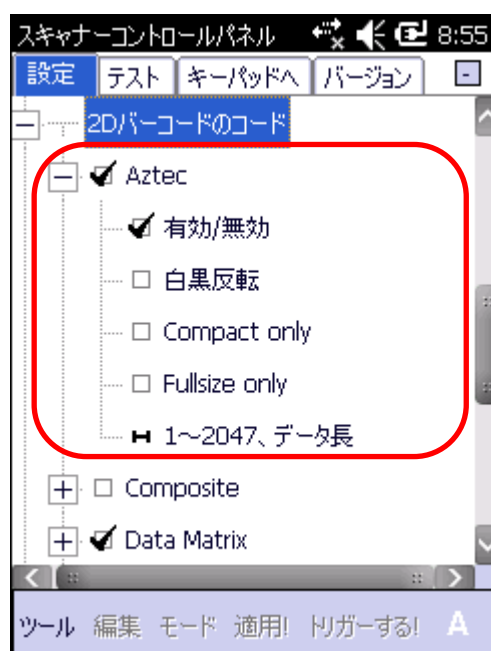 スキャナーコントロールパネル 8:55
設定 テスト キーパッドへ バージョン
2Dバーコードのコード
Aztec
有効/無効
白黒反転
Compact only
Fullsize only
1～2047、データ長
Composite
Data Matrix
ツール 編集 モード 適用! トリガーする! A